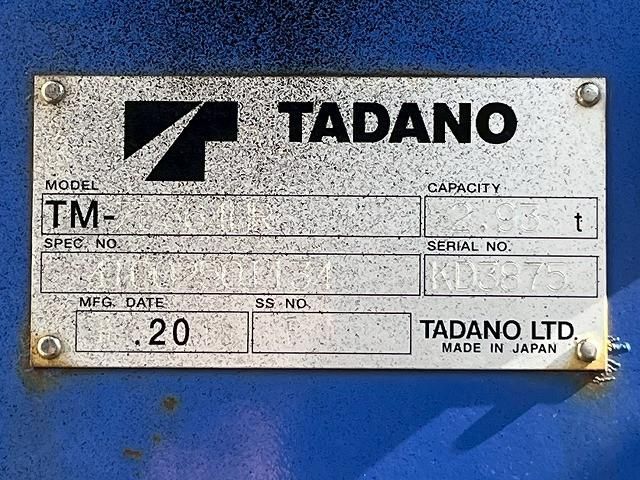 TADANO
MODEL
CAPACITY
TM-
2.93 t
SPEC. NO.
SERIAL NO.
KD3875
MFG. DATE
SS NO.
.20
TADANO LTD.
MADE IN JAPAN